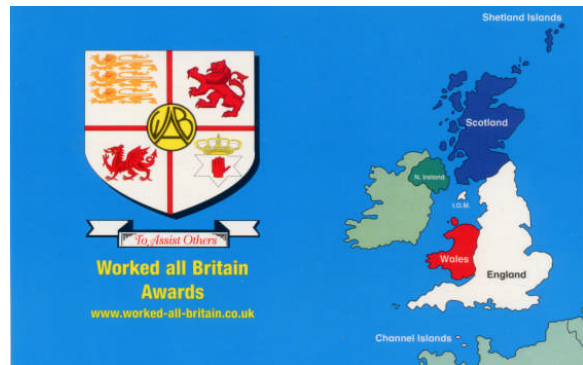 WAB
To Assist Others
Worked all Britain
Awards
www.worked-all-britain.co.uk
Shetland Islands
Scotland
N. Ireland
I.O.M.
Wales
England
Channel Islands